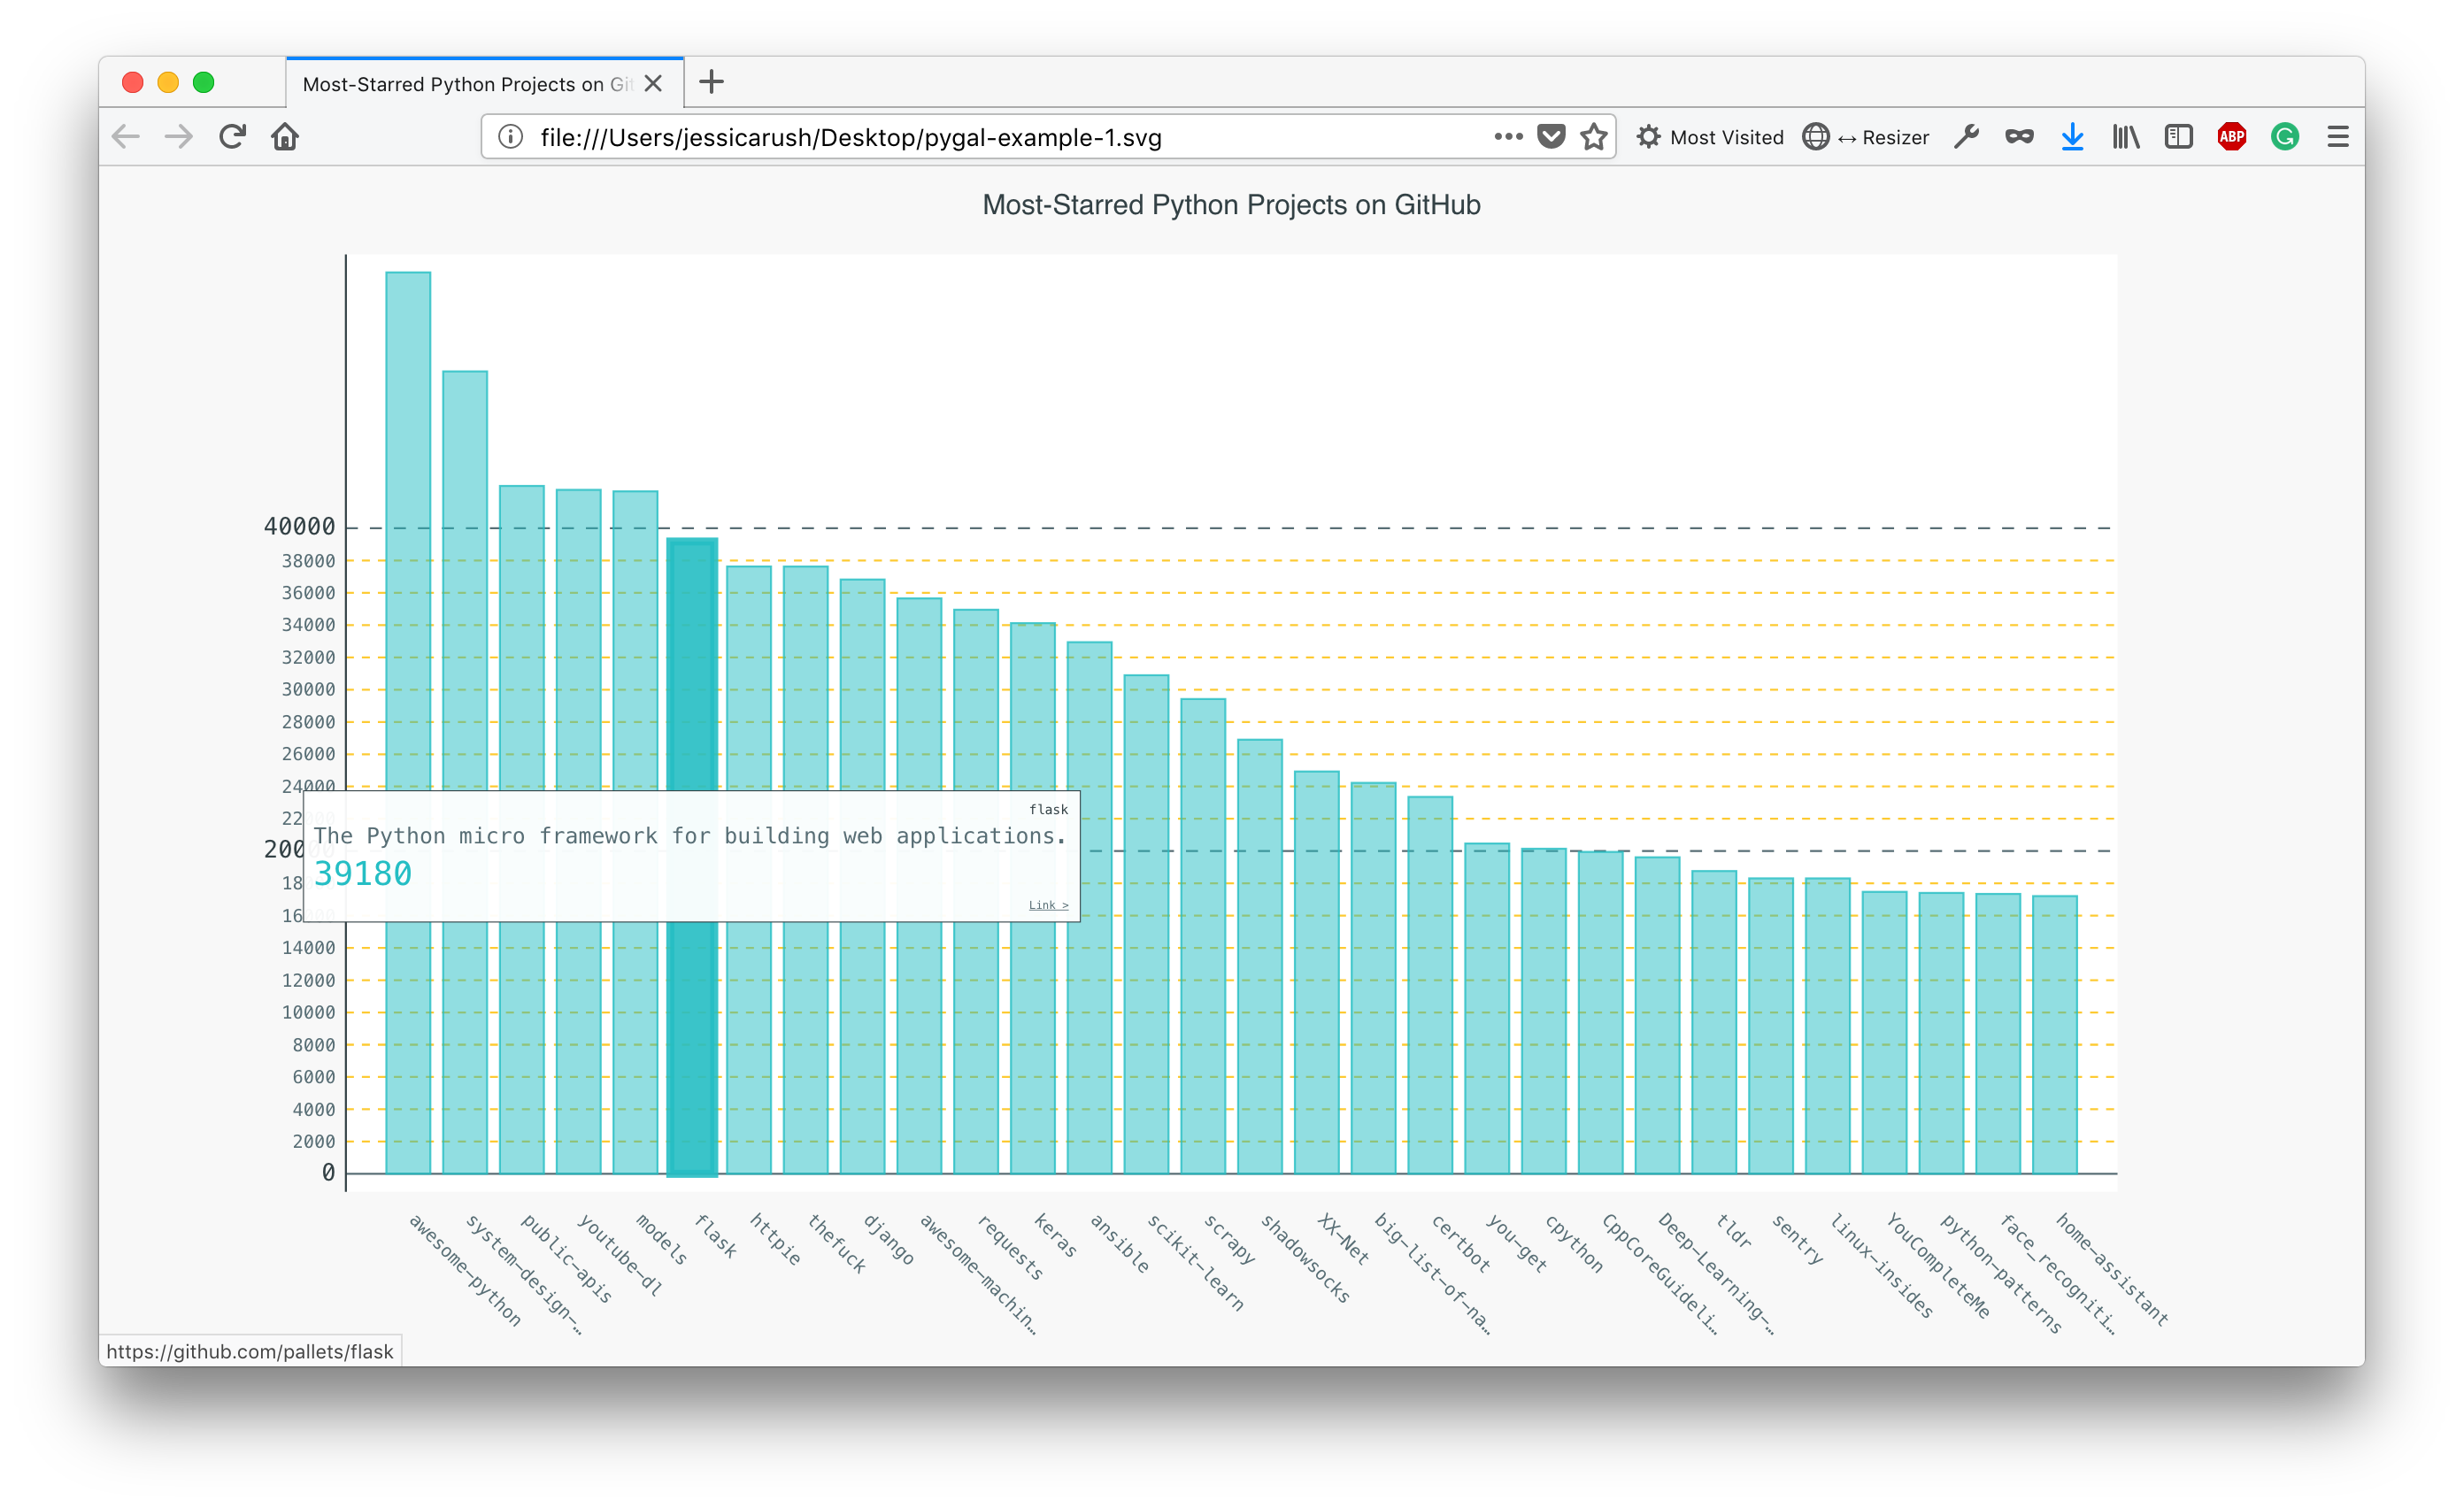 Most-Starred Python Projects on Git
file:///Users/jessicarush/Desktop/pygal-example-1.svg
Most Visited
↔ Resizer
ABP
Most-Starred Python Projects on GitHub
40000
38000
36000
34000
32000
30000
28000
26000
24000
22
flask
The Python micro framework for building web applications.
200
39180
18
Link >
16
14000
12000
10000
8000
6000
4000
2000
0
awesome-python
system-design-…
public-apis
youtube-dl
models
flask
httpie
thefuck
django
awesome-machin…
requests
keras
ansible
scikit-learn
scrapy
shadowsocks
XX-Net
big-list-of-na…
certbot
you-get
cpython
CppCoreGuideli…
Deep-Learning-…
tldr
sentry
linux-insides
YouCompleteMe
python-patterns
face_recogniti…
home-assistant
https://github.com/pallets/flask